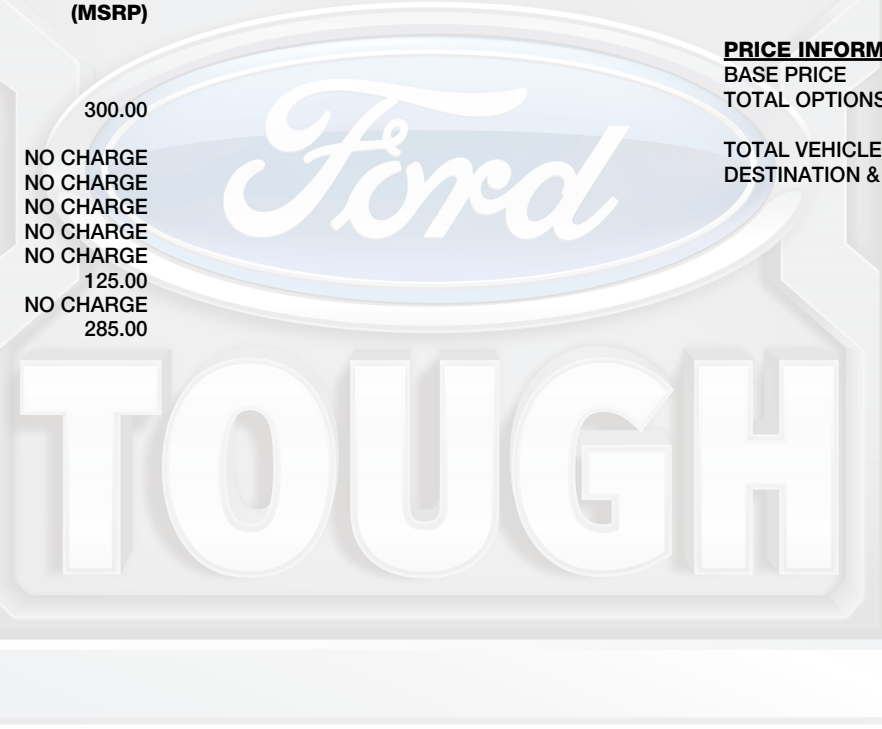 (MSRP)
300.00
NO CHARGE
NO CHARGE
NO CHARGE
NO CHARGE
NO CHARGE
125.00
NO CHARGE
285.00
PRICE INFORM
BASE PRICE
TOTAL OPTIONS
TOTAL VEHICLE
DESTINATION &
Ford
TOUGH